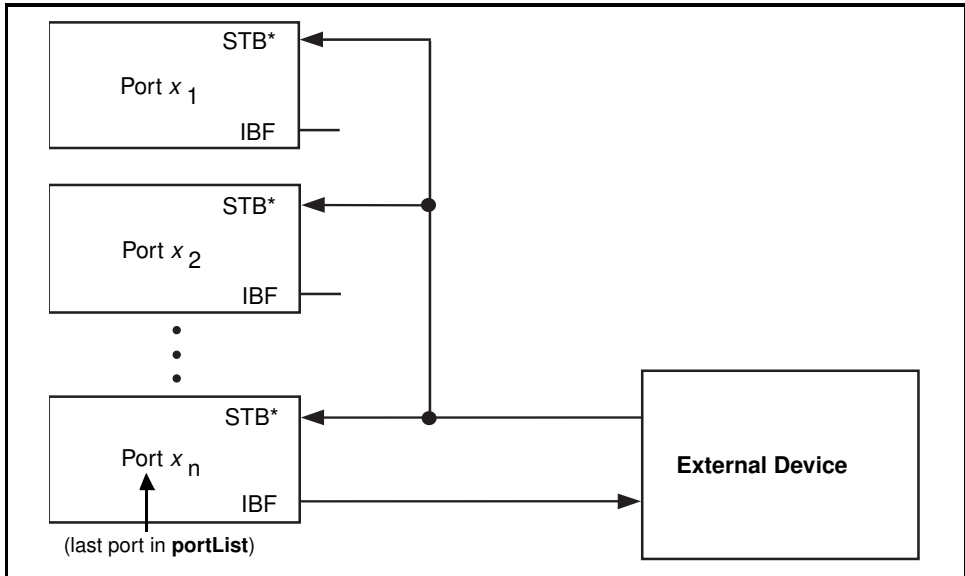 STB*
Port x 1
IBF
STB*
Port x 2
IBF
STB*
Port x n
IBF
(last port in portList)
External Device